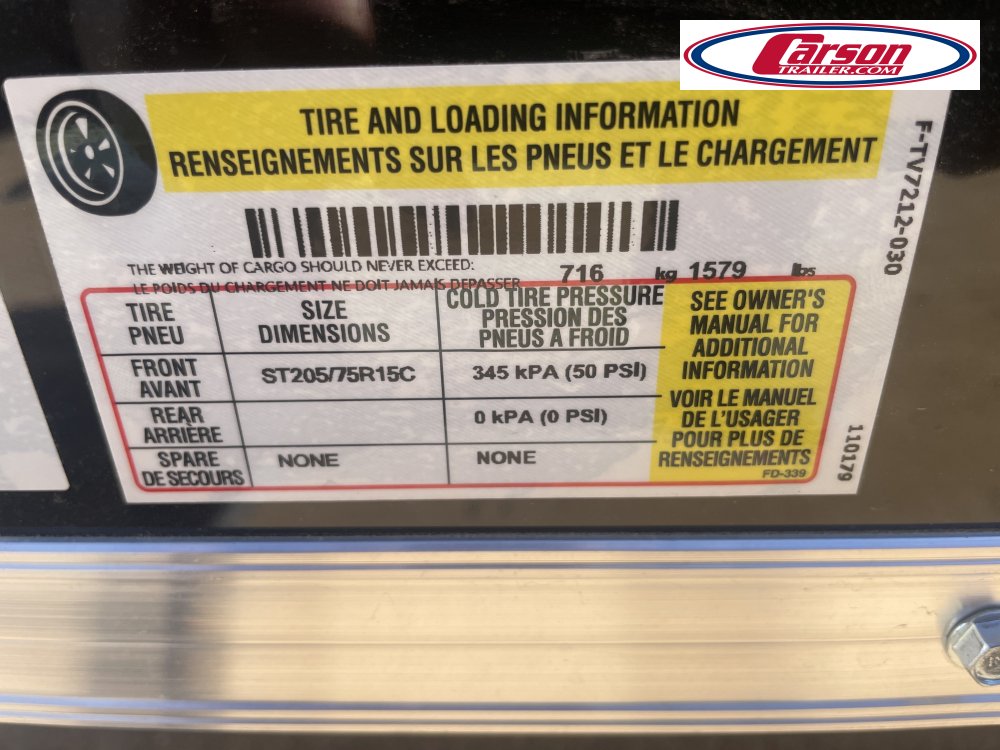 Carson
TRAILER.COM
TIRE AND LOADING INFORMATION
RENSEIGNEMENTS SUR LES PNEUS ET LE CHARGEMENT
F-TV7212-030
THE WEIGHT OF CARGO SHOULD NEVER EXCEED:
LE POIDS DU CHARGEMENT NE DOIT JAMAIS DEPASSER
716 kg 1579 lbs
TIRE
PNEU
SIZE
DIMENSIONS
COLD TIRE PRESSURE
PRESSION DES
PNEUS A FROID
SEE OWNER'S
MANUAL FOR
ADDITIONAL
INFORMATION
VOIR LE MANUEL
DE L'USAGER
POUR PLUS DE
RENSEIGNEMENTS
FD-339
FRONT
AVANT
ST205/75R15C
345 kPA (50 PSI)
REAR
ARRIÈRE
0 kPA (0 PSI)
SPARE
DE SECOURS
NONE
NONE
110179